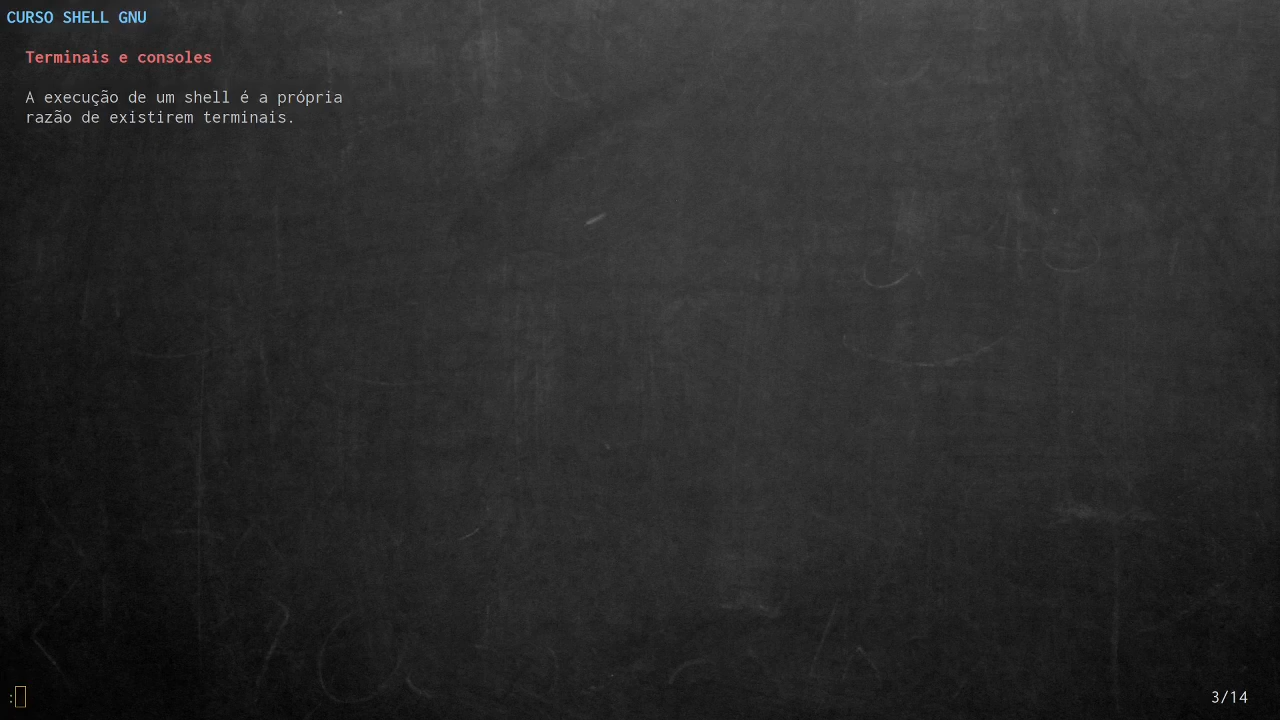 CURSO SHELL GNU
Terminais e consoles
A execução de um shell é a própria
razão de existirem terminais.
:
3/14